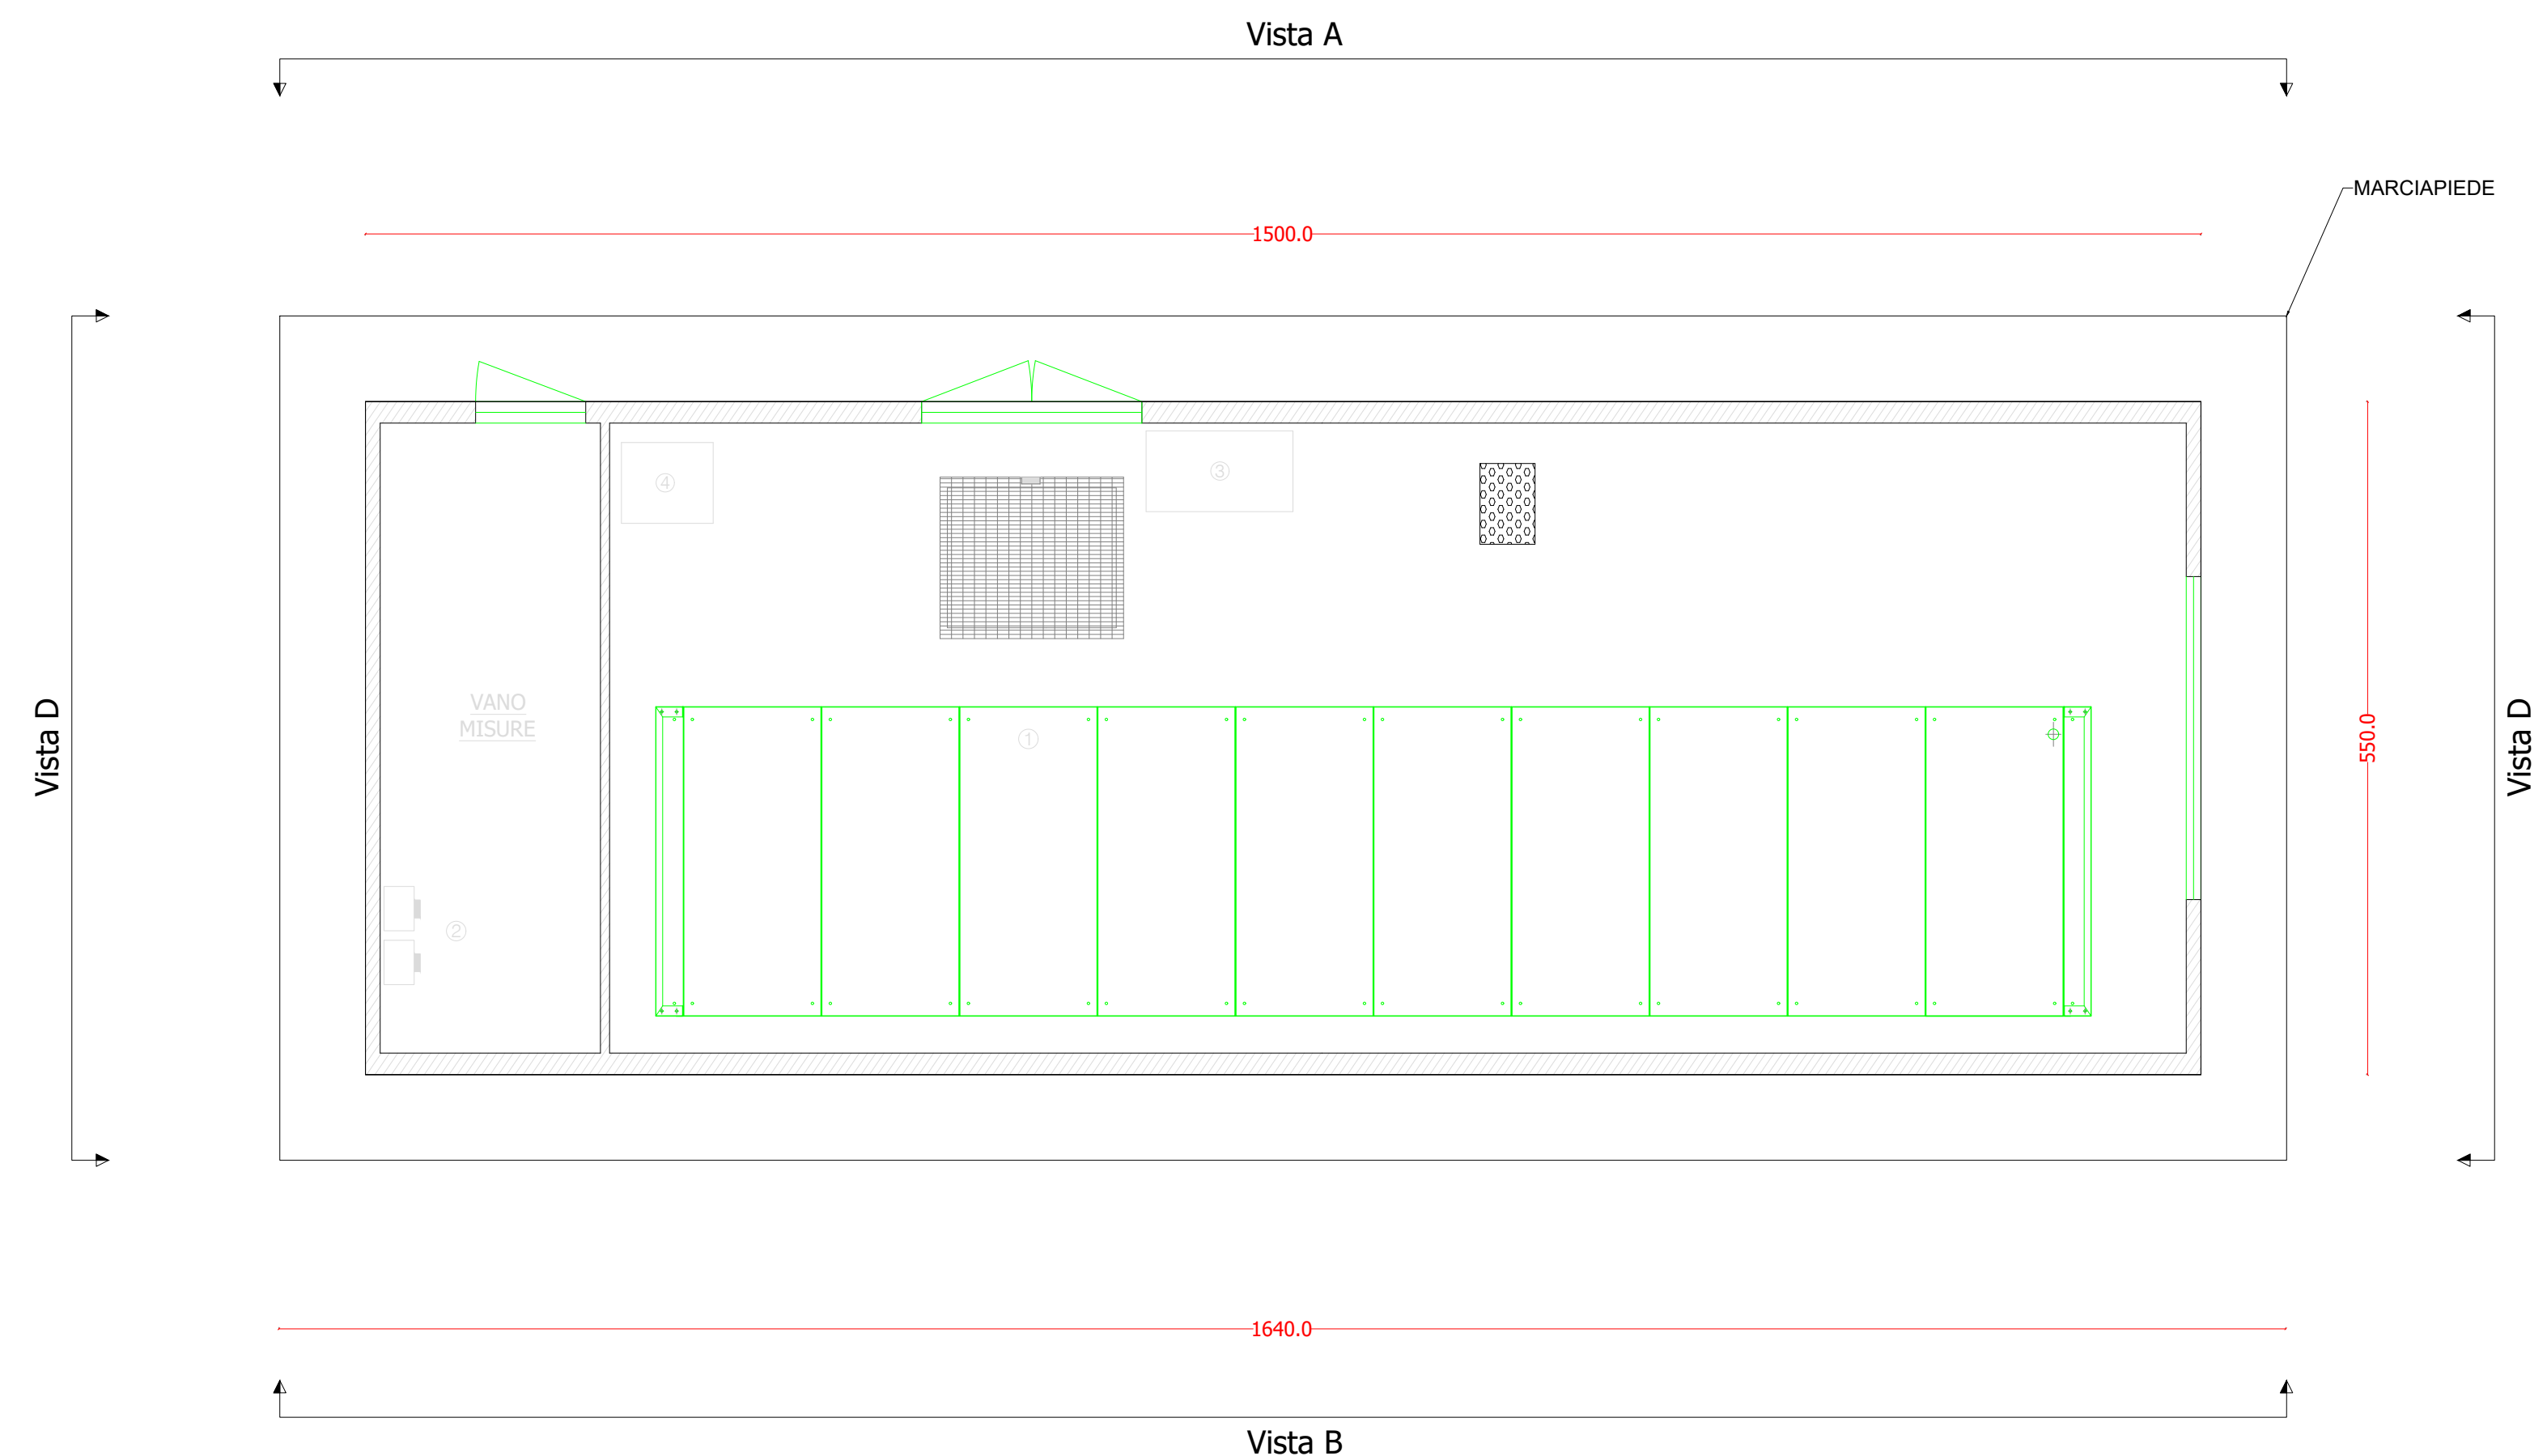 Vista A
MARCIAPIEDE
1500.0
④
③
VANO
MISURE
①
Vista D
550.0
Vista D
②
1640.0
Vista B